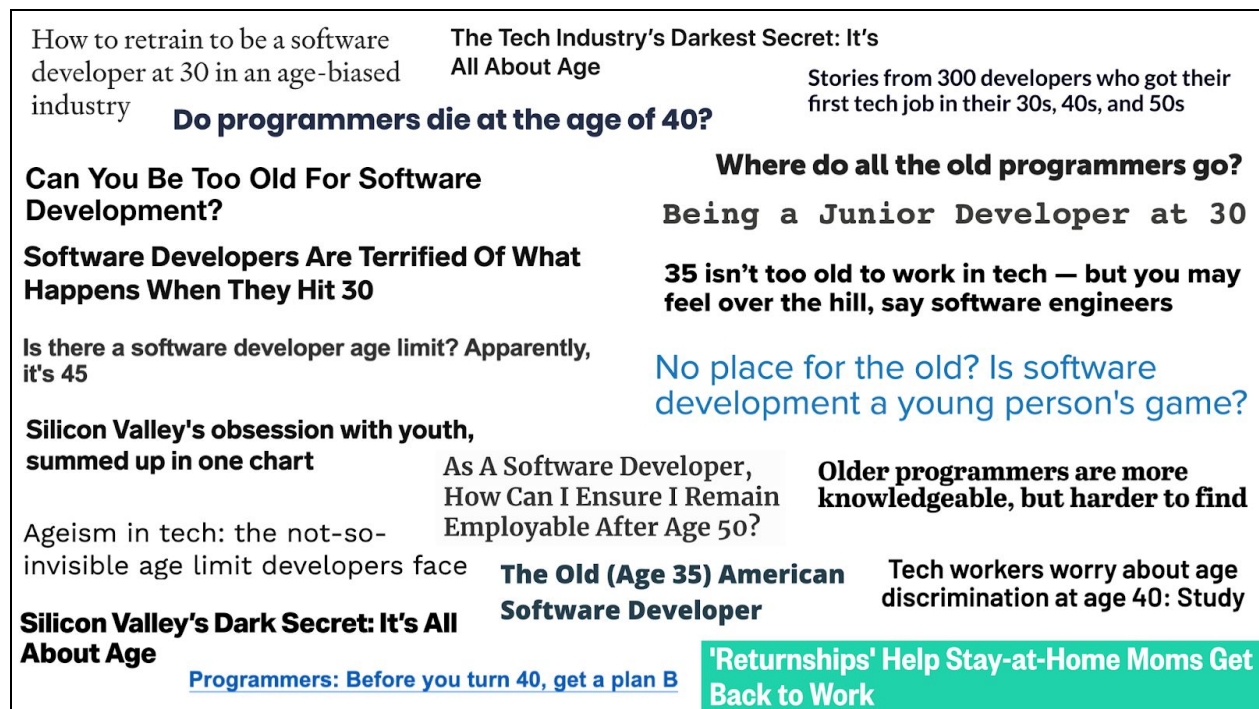 How to retrain to be a software
developer at 30 in an age-biased
industry
The Tech Industry's Darkest Secret: It's
All About Age
Stories from 300 developers who got their
first tech job in their 30s, 40s, and 50s
Do programmers die at the age of 40?
Where do all the old programmers go?
Can You Be Too Old For Software
Development?
Being a Junior Developer at 30
Software Developers Are Terrified Of What
Happens When They Hit 30
35 isn't too old to work in tech — but you may
feel over the hill, say software engineers
Is there a software developer age limit? Apparently,
it's 45
No place for the old? Is software
development a young person's game?
Silicon Valley's obsession with youth,
summed up in one chart
As A Software Developer,
How Can I Ensure I Remain
Employable After Age 50?
Older programmers are more
knowledgeable, but harder to find
Ageism in tech: the not-so-
invisible age limit developers face
The Old (Age 35) American
Software Developer
Tech workers worry about age
discrimination at age 40: Study
Silicon Valley's Dark Secret: It's All
About Age
Programmers: Before you turn 40, get a plan B
'Returnships' Help Stay-at-Home Moms Get
Back to Work